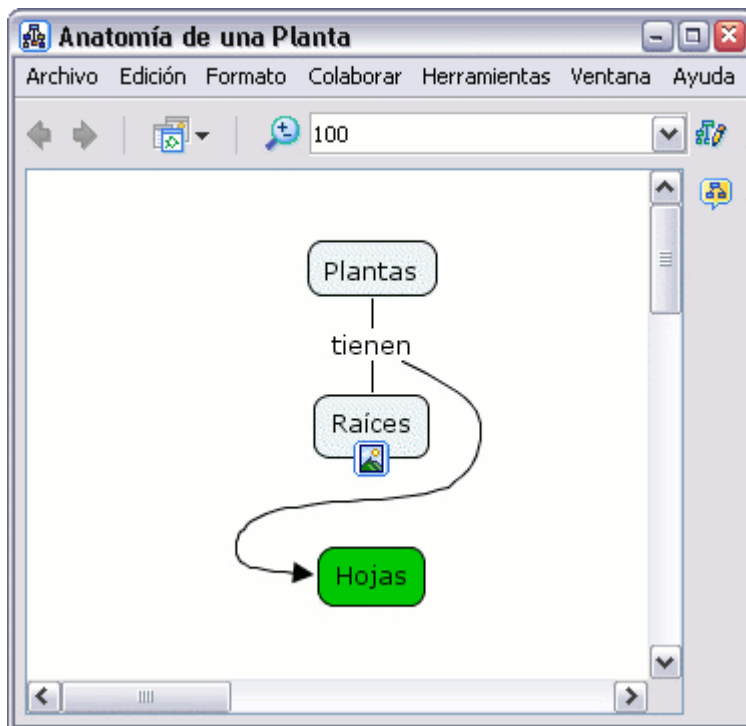 Anatomía de una Planta
Archivo Edición Formato Colaborar Herramientas Ventana Ayuda
100
Plantas
tienen
Raíces
Hojas